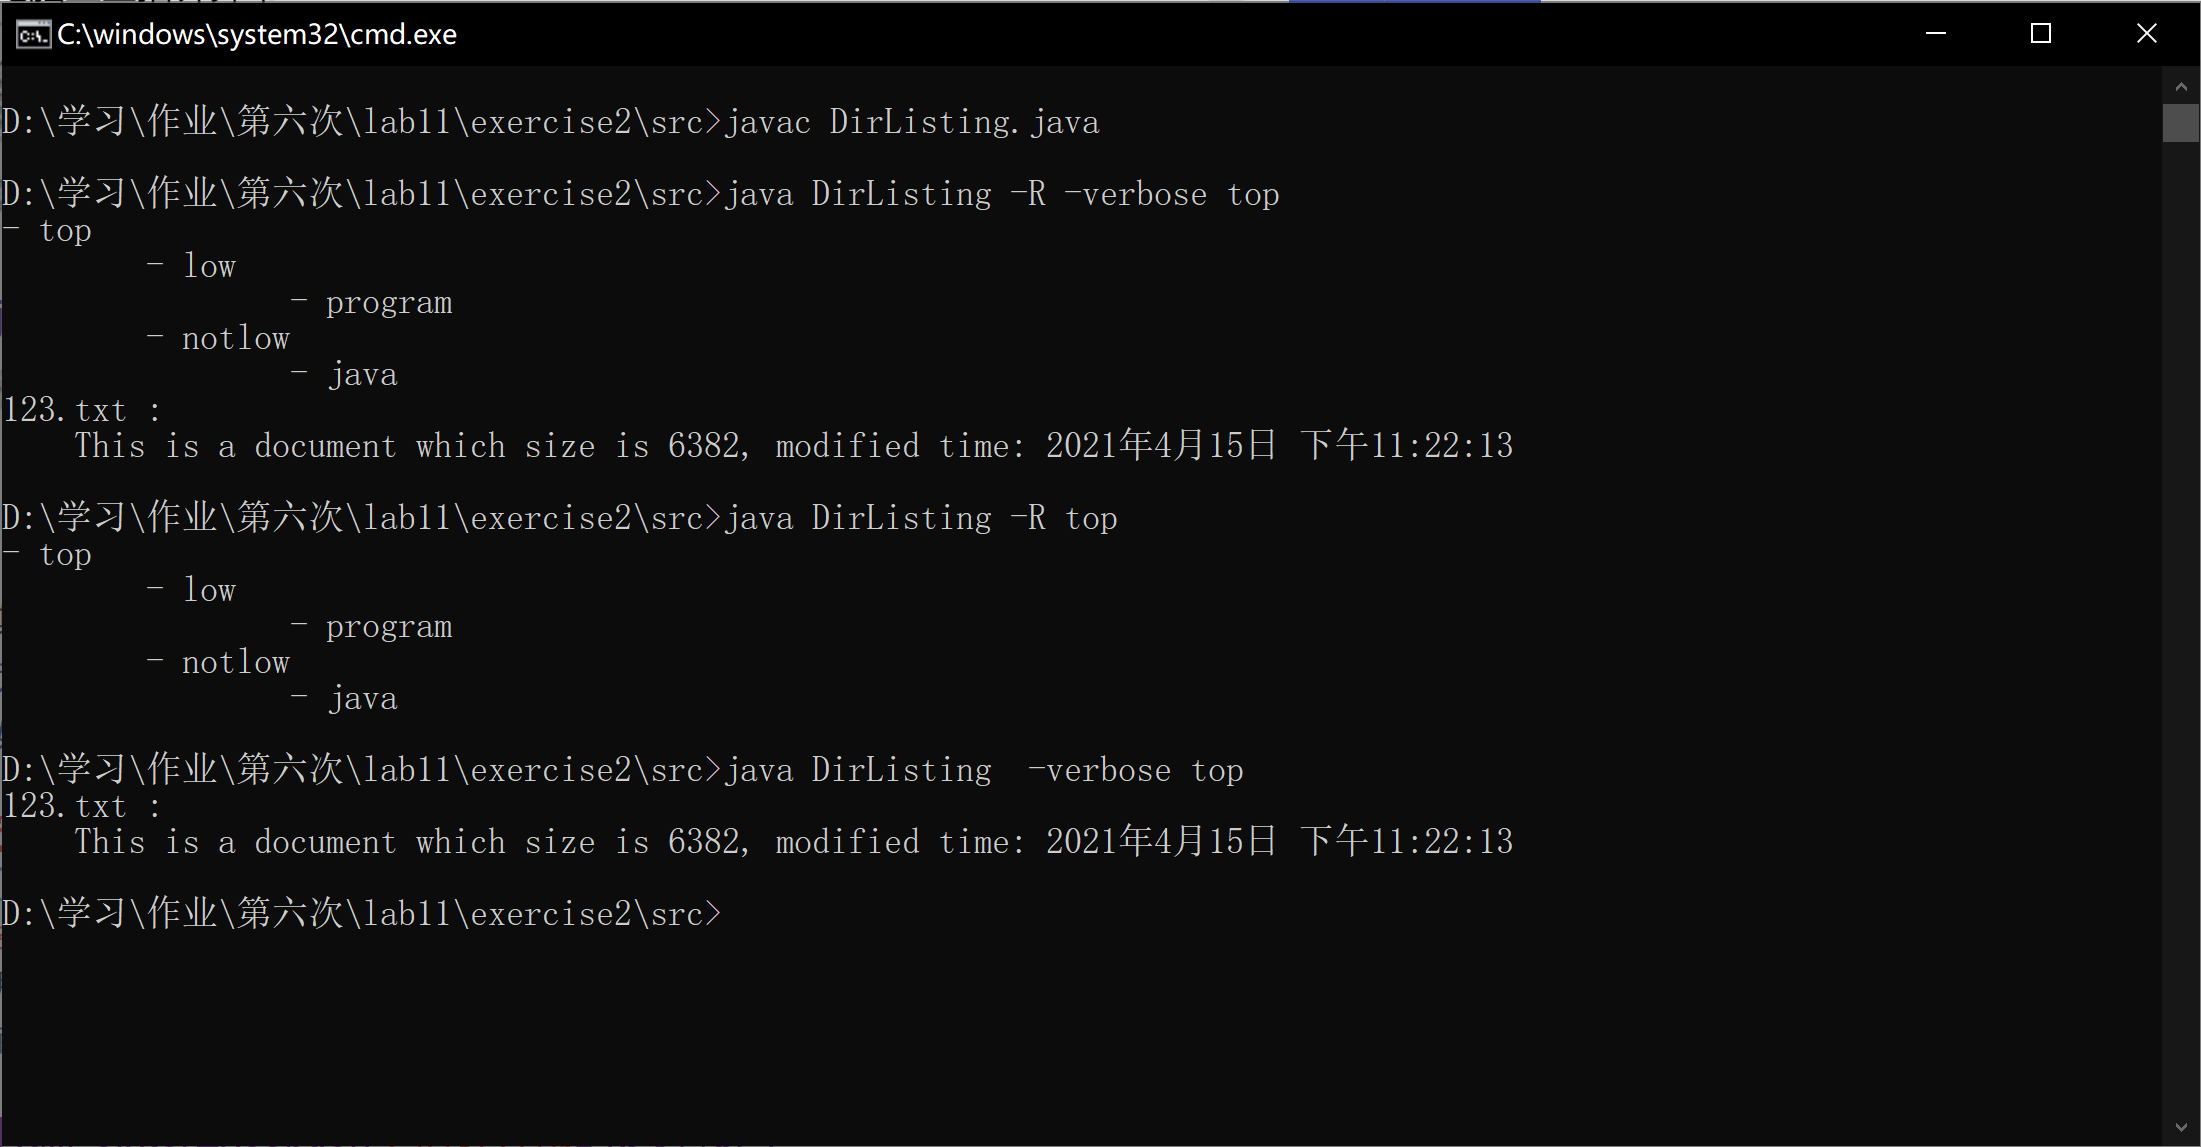 C:\windows\system32\cmd.exe
D:\学习\作业\第六次\lab11\exercise2\src>javac DirListing.java
D:\学习\作业\第六次\lab11\exercise2\src>java DirListing -R -verbose top
- top
- low
- program
- notlow
- java
123.txt :
This is a document which size is 6382, modified time: 2021年4月15日 下午11:22:13
D:\学习\作业\第六次\lab11\exercise2\src>java DirListing -R top
- top
- low
- program
- notlow
- java
D:\学习\作业\第六次\lab11\exercise2\src>java DirListing  -verbose top
123.txt :
This is a document which size is 6382, modified time: 2021年4月15日 下午11:22:13
D:\学习\作业\第六次\lab11\exercise2\src>